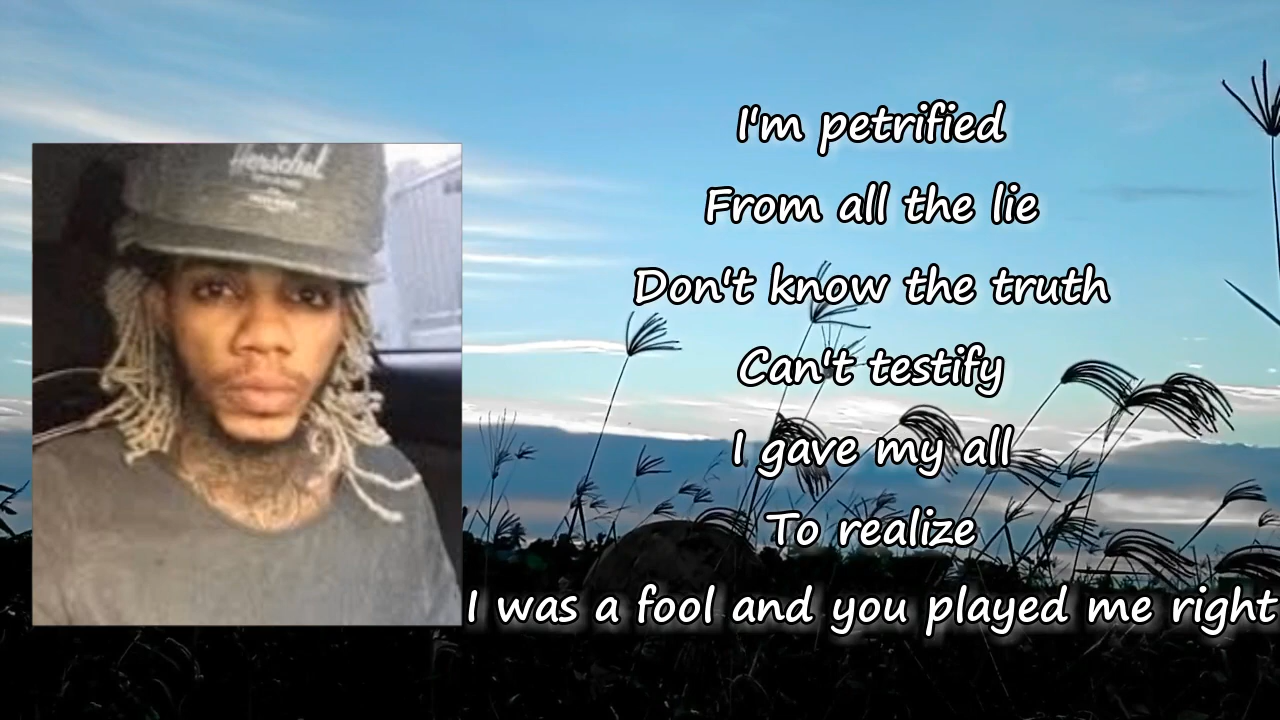 Herschel
I'm petrified
From all the lie
Don't know the truth
Can't testify
I gave my all
To realize
I was a fool and you played me right